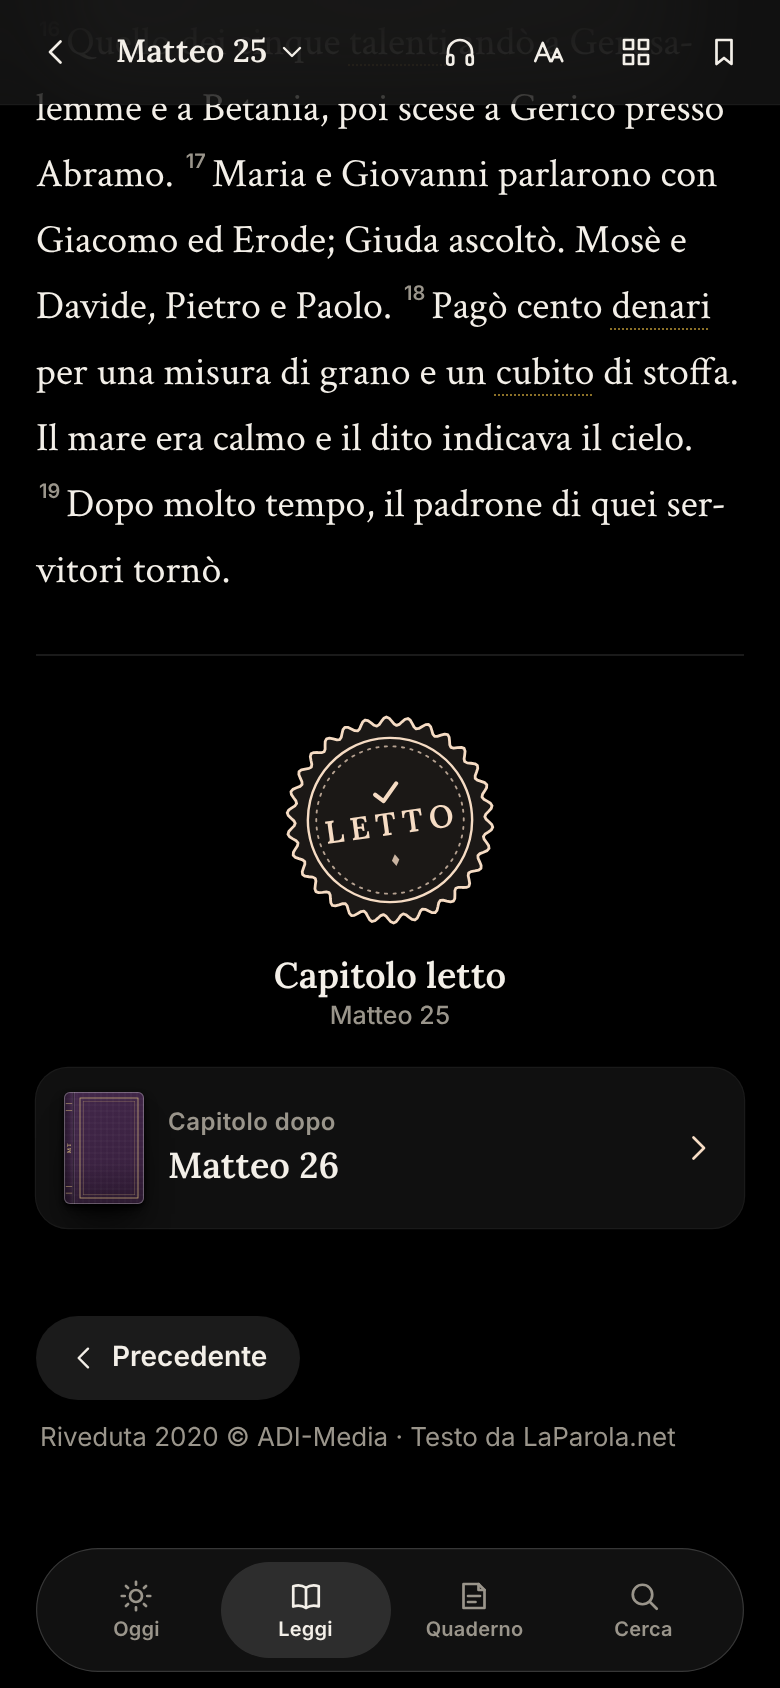 Matteo 25
lemme e a Betania, poi scese a Gerico presso
Abramo. 17 Maria e Giovanni parlarono con
Giacomo ed Erode; Giuda ascoltò. Mosè e
Davide, Pietro e Paolo. 18 Pagò cento denari
per una misura di grano e un cubito di stoffa.
Il mare era calmo e il dito indicava il cielo.
19 Dopo molto tempo, il padrone di quei ser-
vitori tornò.
LETTO
Capitolo letto
Matteo 25
Capitolo dopo
Matteo 26
Precedente
Riveduta 2020 © ADI-Media · Testo da LaParola.net
Oggi
Leggi
Quaderno
Cerca